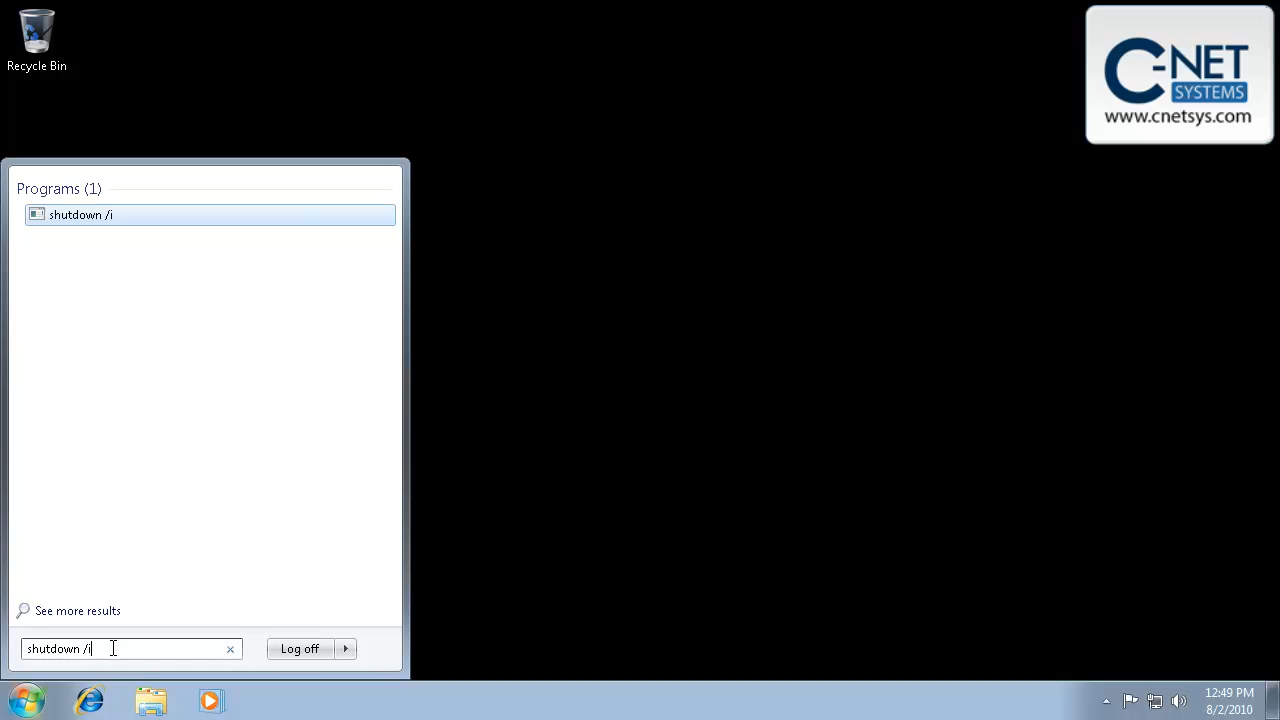 Recycle Bin
C-NET
SYSTEMS
www.cnetsys.com
Programs (1)
shutdown /i
See more results
shutdown /i
Log off
12:49 PM
8/2/2010